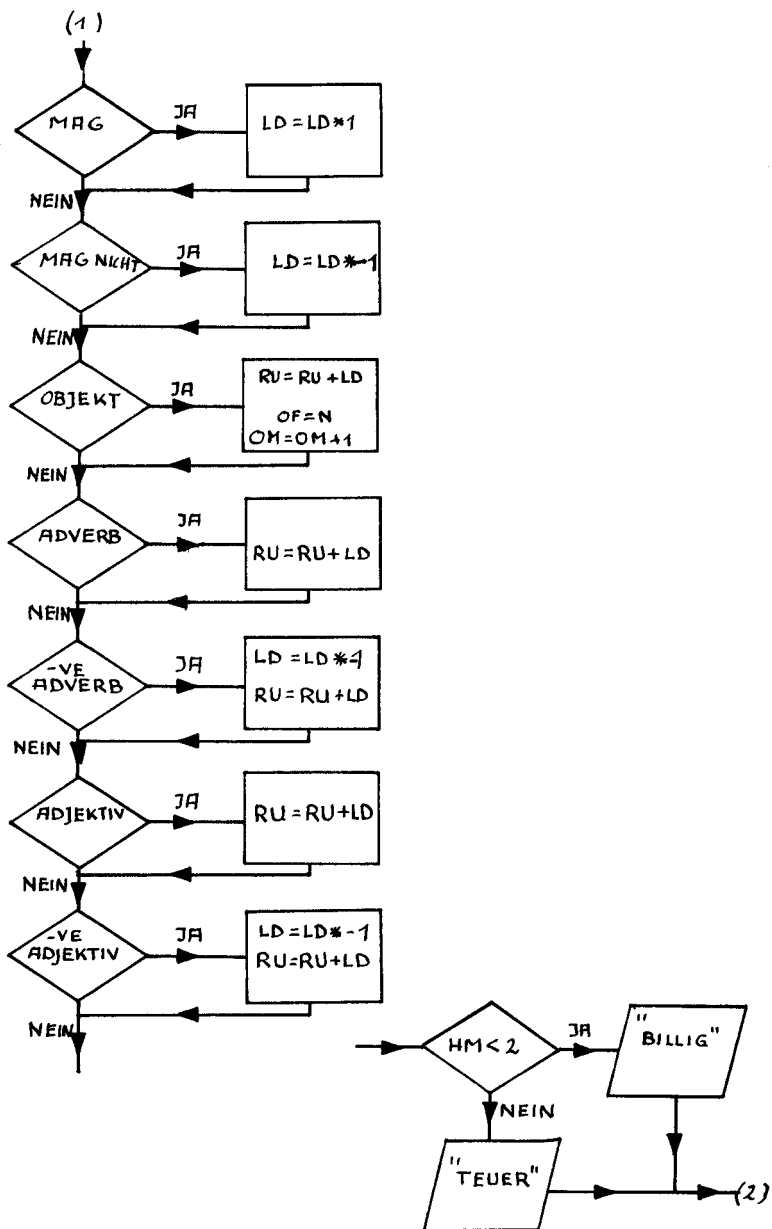 (1)
MAG
JA
LD=LD*1
NEIN
MAG NICHT
JA
LD=LD*-1
NEIN
OBJEKT
JA
RU=RU+LD
OF=N
OM=OM+1
NEIN
ADVERB
JA
RU=RU+LD
NEIN
-VE
ADVERB
JA
LD=LD*-1
RU=RU+LD
NEIN
ADJEKTIV
JA
RU=RU+LD
NEIN
-VE
ADJEKTIV
JA
LD=LD*-1
RU=RU+LD
NEIN
HM<2
JA
"BILLIG"
NEIN
"TEUER"
(2)